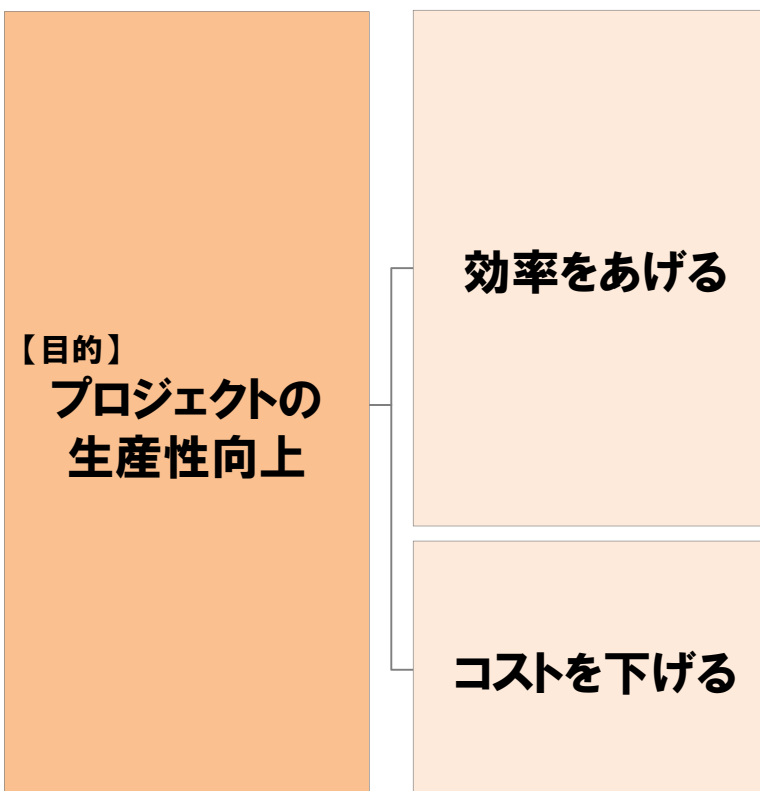 【目的】
プロジェクトの
生産性向上
効率をあげる
コストを下げる